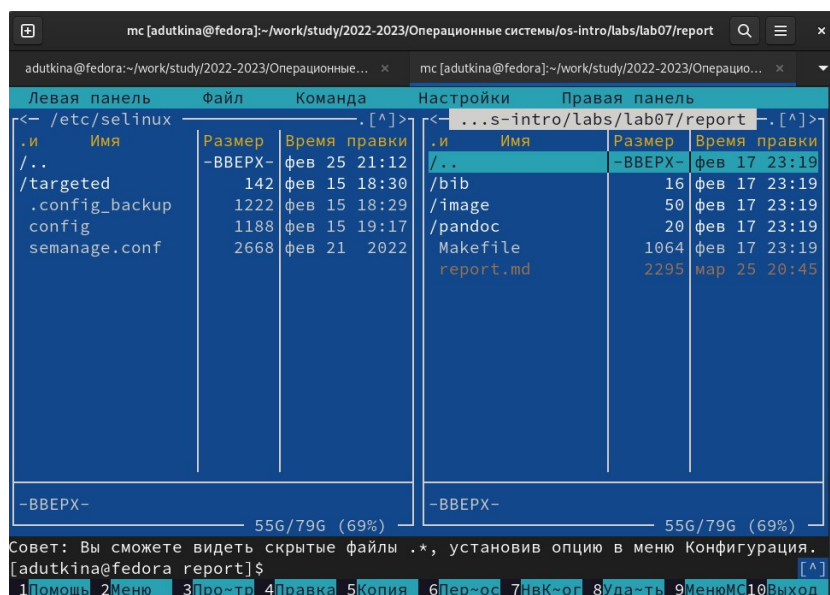 mc [adutkina@fedora]:~/work/study/2022-2023/Операционные системы/os-intro/labs/lab07/report
adutkina@fedora:~/work/study/2022-2023/Операционные... × mc [adutkina@fedora]:~/work/study/2022-2023/Операцио... ×
Левая панель Файл Команда Настройки Правая панель
<— /etc/selinux .[^]> <— ...s-intro/labs/lab07/report .[^]>
.и Имя Размер Время правки .и Имя Размер Время правки
/.. -ВВЕРХ- фев 25 21:12 /.. -ВВЕРХ- фев 17 23:19
/targeted 142 фев 15 18:30 /bib 16 фев 17 23:19
.config_backup 1222 фев 15 18:29 /image 50 фев 17 23:19
config 1188 фев 15 19:17 /pandoc 20 фев 17 23:19
semanage.conf 2668 фев 21 2022 Makefile 1064 фев 17 23:19
report.md 2295 мар 25 20:45
-ВВЕРХ- -ВВЕРХ-
55G/79G (69%) 55G/79G (69%)
Совет: Вы сможете видеть скрытые файлы .*, установив опцию в меню Конфигурация.
[adutkina@fedora report]$ [^]
1Помощь 2Меню 3Про~тр 4Правка 5Копия 6Пер~ос 7НвК~ог 8Уда~ть 9МенюMC 10Выход